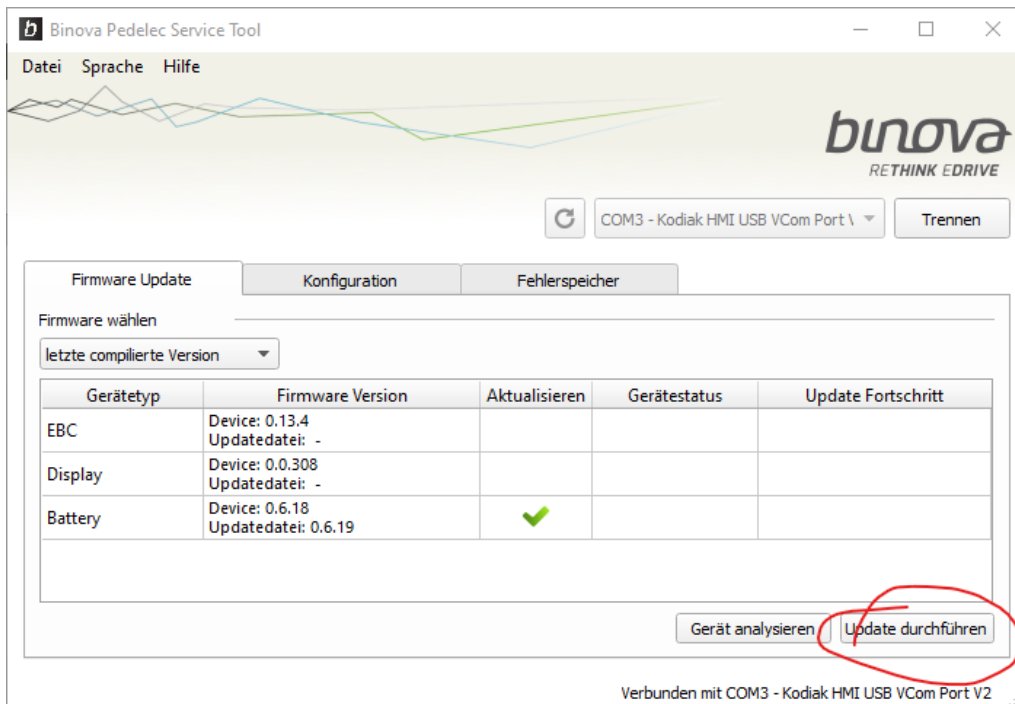 b Binova Pedelec Service Tool
Datei Sprache Hilfe
binova
RETHINK EDRIVE
COM3 - Kodiak HMI USB VCom Port \
Trennen
Firmware Update Konfiguration Fehlerspeicher
Firmware wählen
letzte compilierte Version
Gerätetyp Firmware Version Aktualisieren Gerätestatus Update Fortschritt
EBC
Device: 0.13.4
Updatedatei: -
Display
Device: 0.0.308
Updatedatei: -
Battery
Device: 0.6.18
Updatedatei: 0.6.19
Gerät analysieren Update durchführen
Verbunden mit COM3 - Kodiak HMI USB VCom Port V2